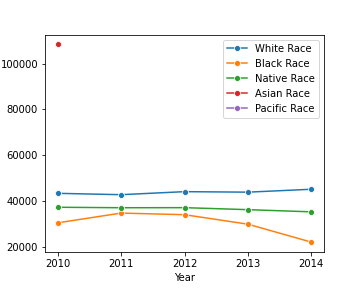 100000
80000
60000
40000
20000
White Race
Black Race
Native Race
Asian Race
Pacific Race
2010 2011 2012 2013 2014
Year